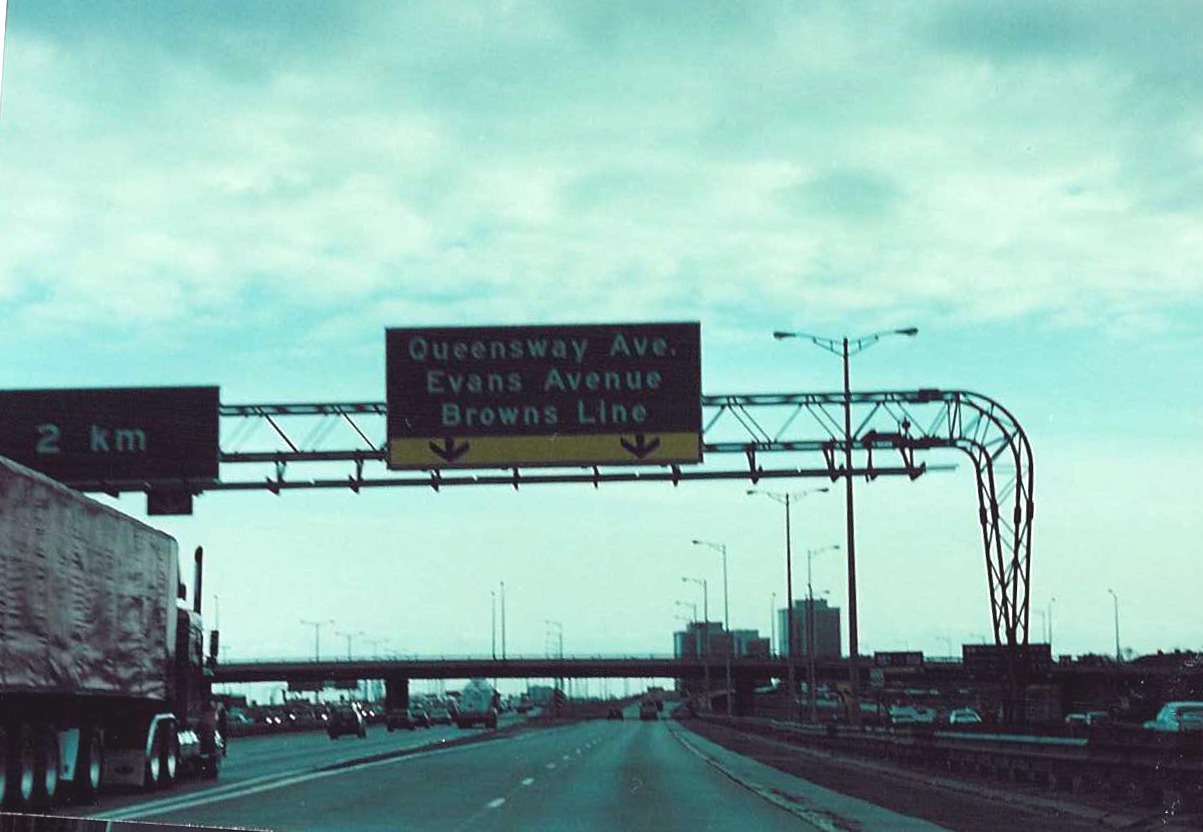 Queensway Ave.
Evans Avenue
Browns Line
2 km